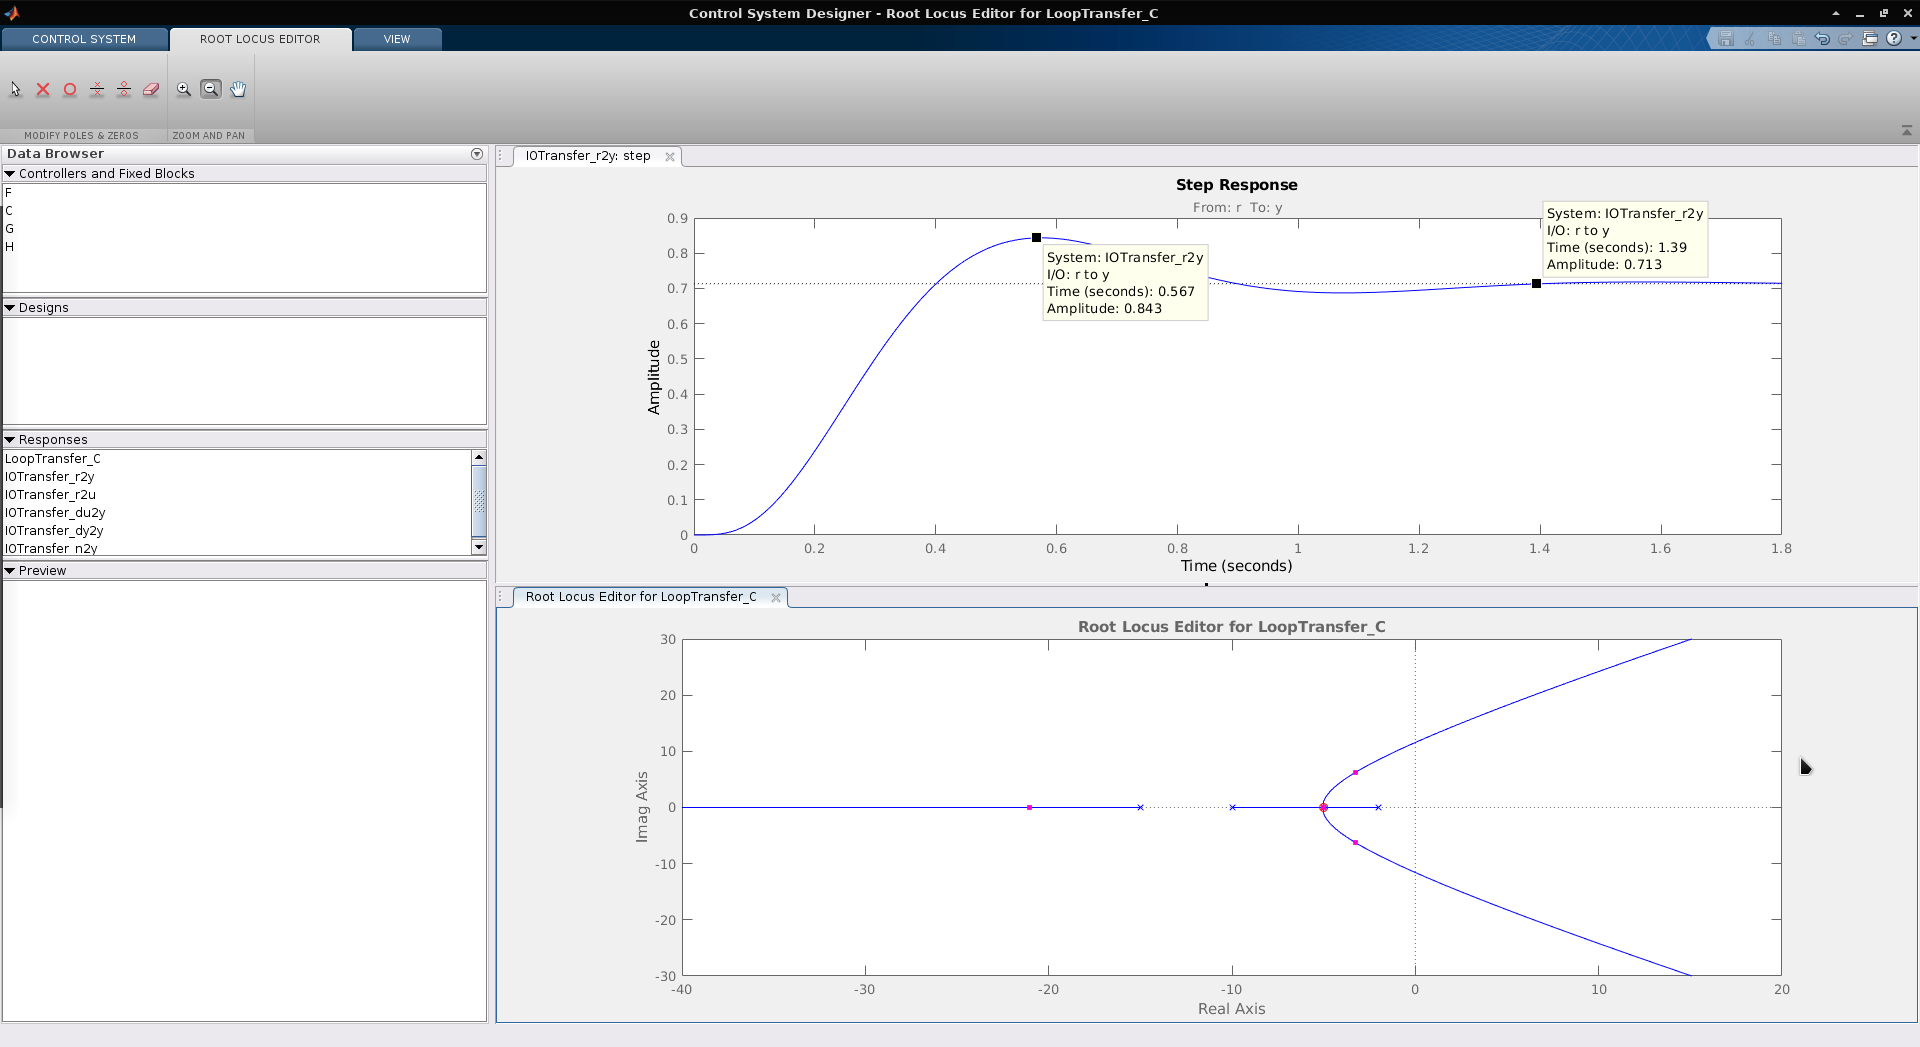 Control System Designer - Root Locus Editor for LoopTransfer_C
CONTROL SYSTEM
ROOT LOCUS EDITOR
VIEW
MODIFY POLES & ZEROS
ZOOM AND PAN
Data Browser
Controllers and Fixed Blocks
F
C
G
H
Designs
Responses
LoopTransfer_C
IOTransfer_r2y
IOTransfer_r2u
IOTransfer_du2y
IOTransfer_dy2y
IOTransfer_n2y
Preview
IOTransfer_r2y: step
Step Response
From: r To: y
System: IOTransfer_r2y
I/O: r to y
Time (seconds): 1.39
Amplitude: 0.713
System: IOTransfer_r2y
I/O: r to y
Time (seconds): 0.567
Amplitude: 0.843
Amplitude
0.9
0.8
0.7
0.6
0.5
0.4
0.3
0.2
0.1
0
0 0.2 0.4 0.6 0.8 1 1.2 1.4 1.6 1.8
Time (seconds)
Root Locus Editor for LoopTransfer_C
Root Locus Editor for LoopTransfer_C
Imag Axis
30
20
10
0
-10
-20
-30
-40 -30 -20 -10 0 10 20
Real Axis